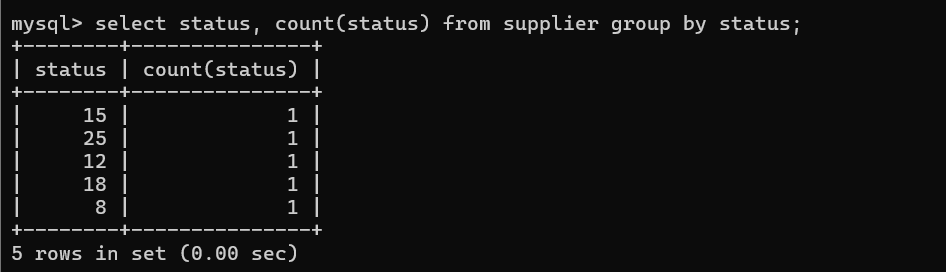 mysql> select status, count(status) from supplier group by status;
+--------+---------------+
| status | count(status) |
+--------+---------------+
|     15 |             1 |
|     25 |             1 |
|     12 |             1 |
|     18 |             1 |
|      8 |             1 |
+--------+---------------+
5 rows in set (0.00 sec)